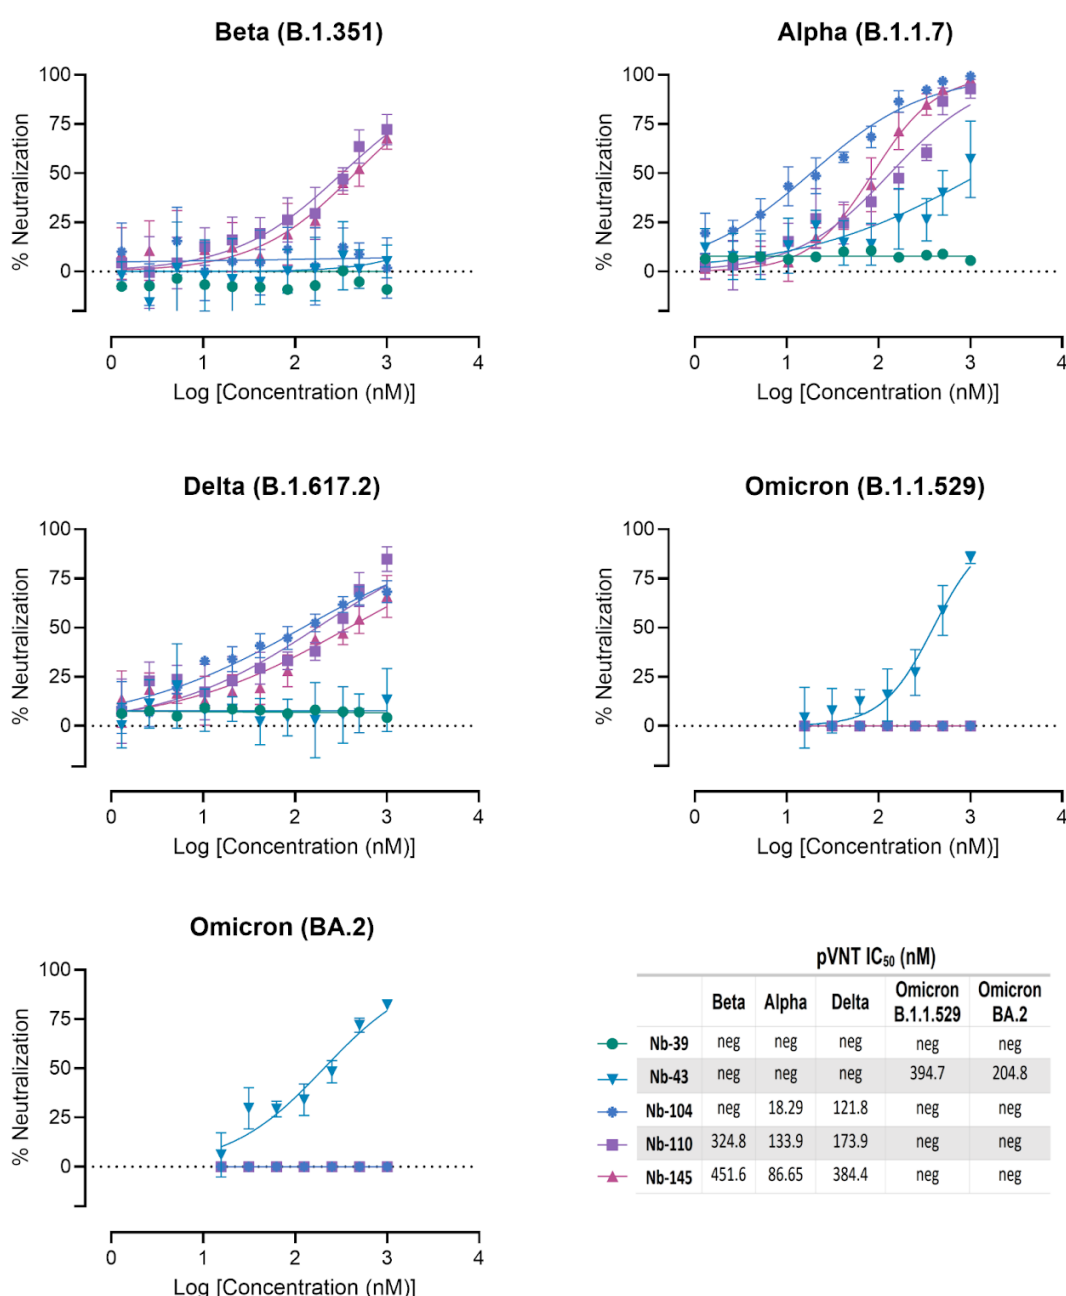 Beta (B.1.351)
% Neutralization
100
75
50
25
0
0 1 2 3 4
Log [Concentration (nM)]
Alpha (B.1.1.7)
% Neutralization
100
75
50
25
0
0 1 2 3 4
Log [Concentration (nM)]
Delta (B.1.617.2)
% Neutralization
100
75
50
25
0
0 1 2 3 4
Log [Concentration (nM)]
Omicron (B.1.1.529)
% Neutralization
100
75
50
25
0
0 1 2 3 4
Log [Concentration (nM)]
Omicron (BA.2)
% Neutralization
100
75
50
25
0
0 1 2 3 4
Log [Concentration (nM)]
pVNT IC₅₀ (nM)
Beta Alpha Delta Omicron B.1.1.529 Omicron BA.2
Nb-39 neg neg neg neg neg
Nb-43 neg neg neg 394.7 204.8
Nb-104 neg 18.29 121.8 neg neg
Nb-110 324.8 133.9 173.9 neg neg
Nb-145 451.6 86.65 384.4 neg neg